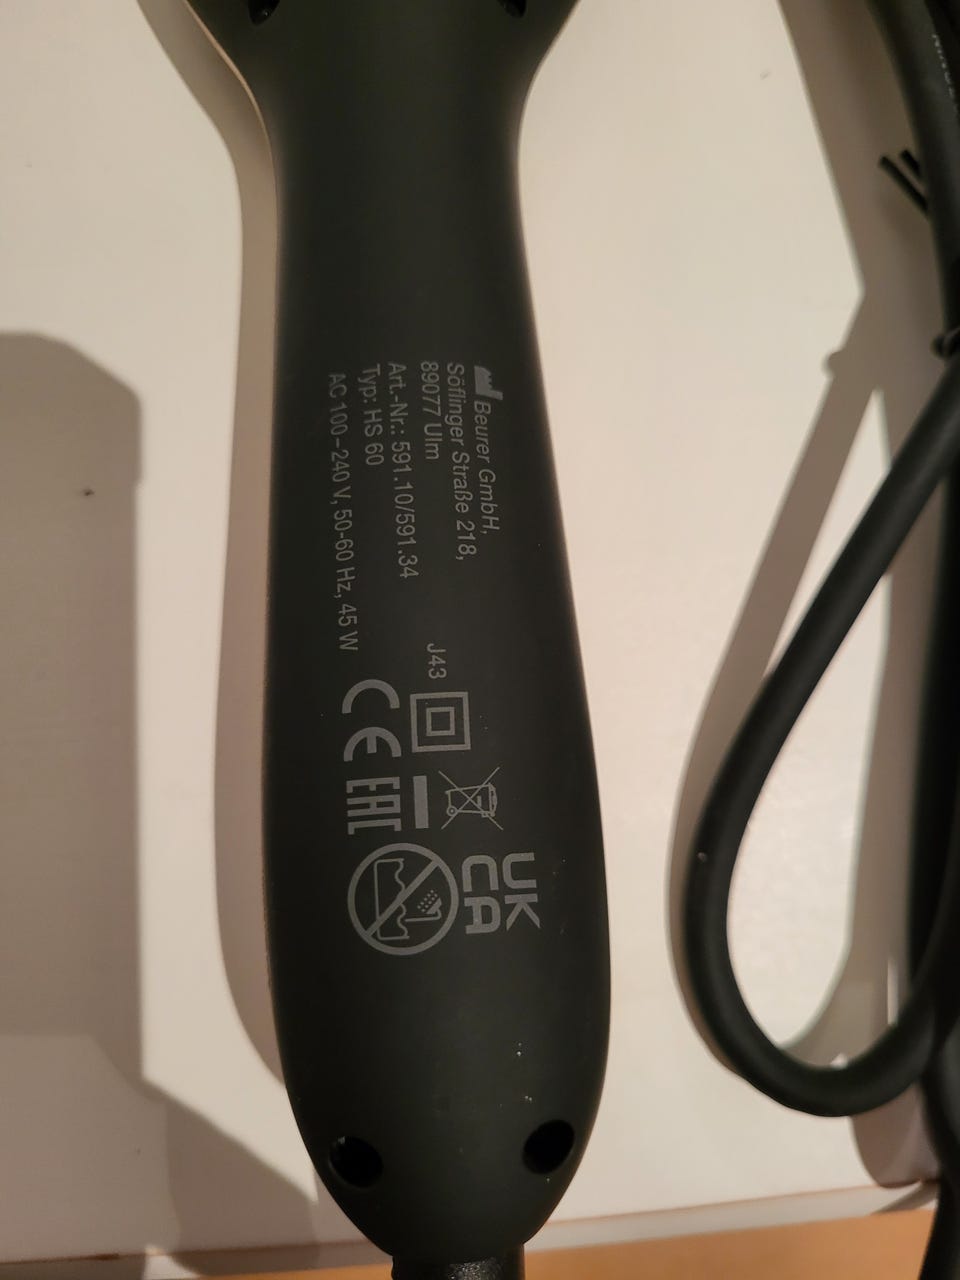 Beurer GmbH,
Söflinger Straße 218,
89077 Ulm
Art.-Nr.: 591.10/591.34
Typ: HS 60
AC 100–240 V, 50-60 Hz, 45 W
J43
CE
EAC
UK
CA